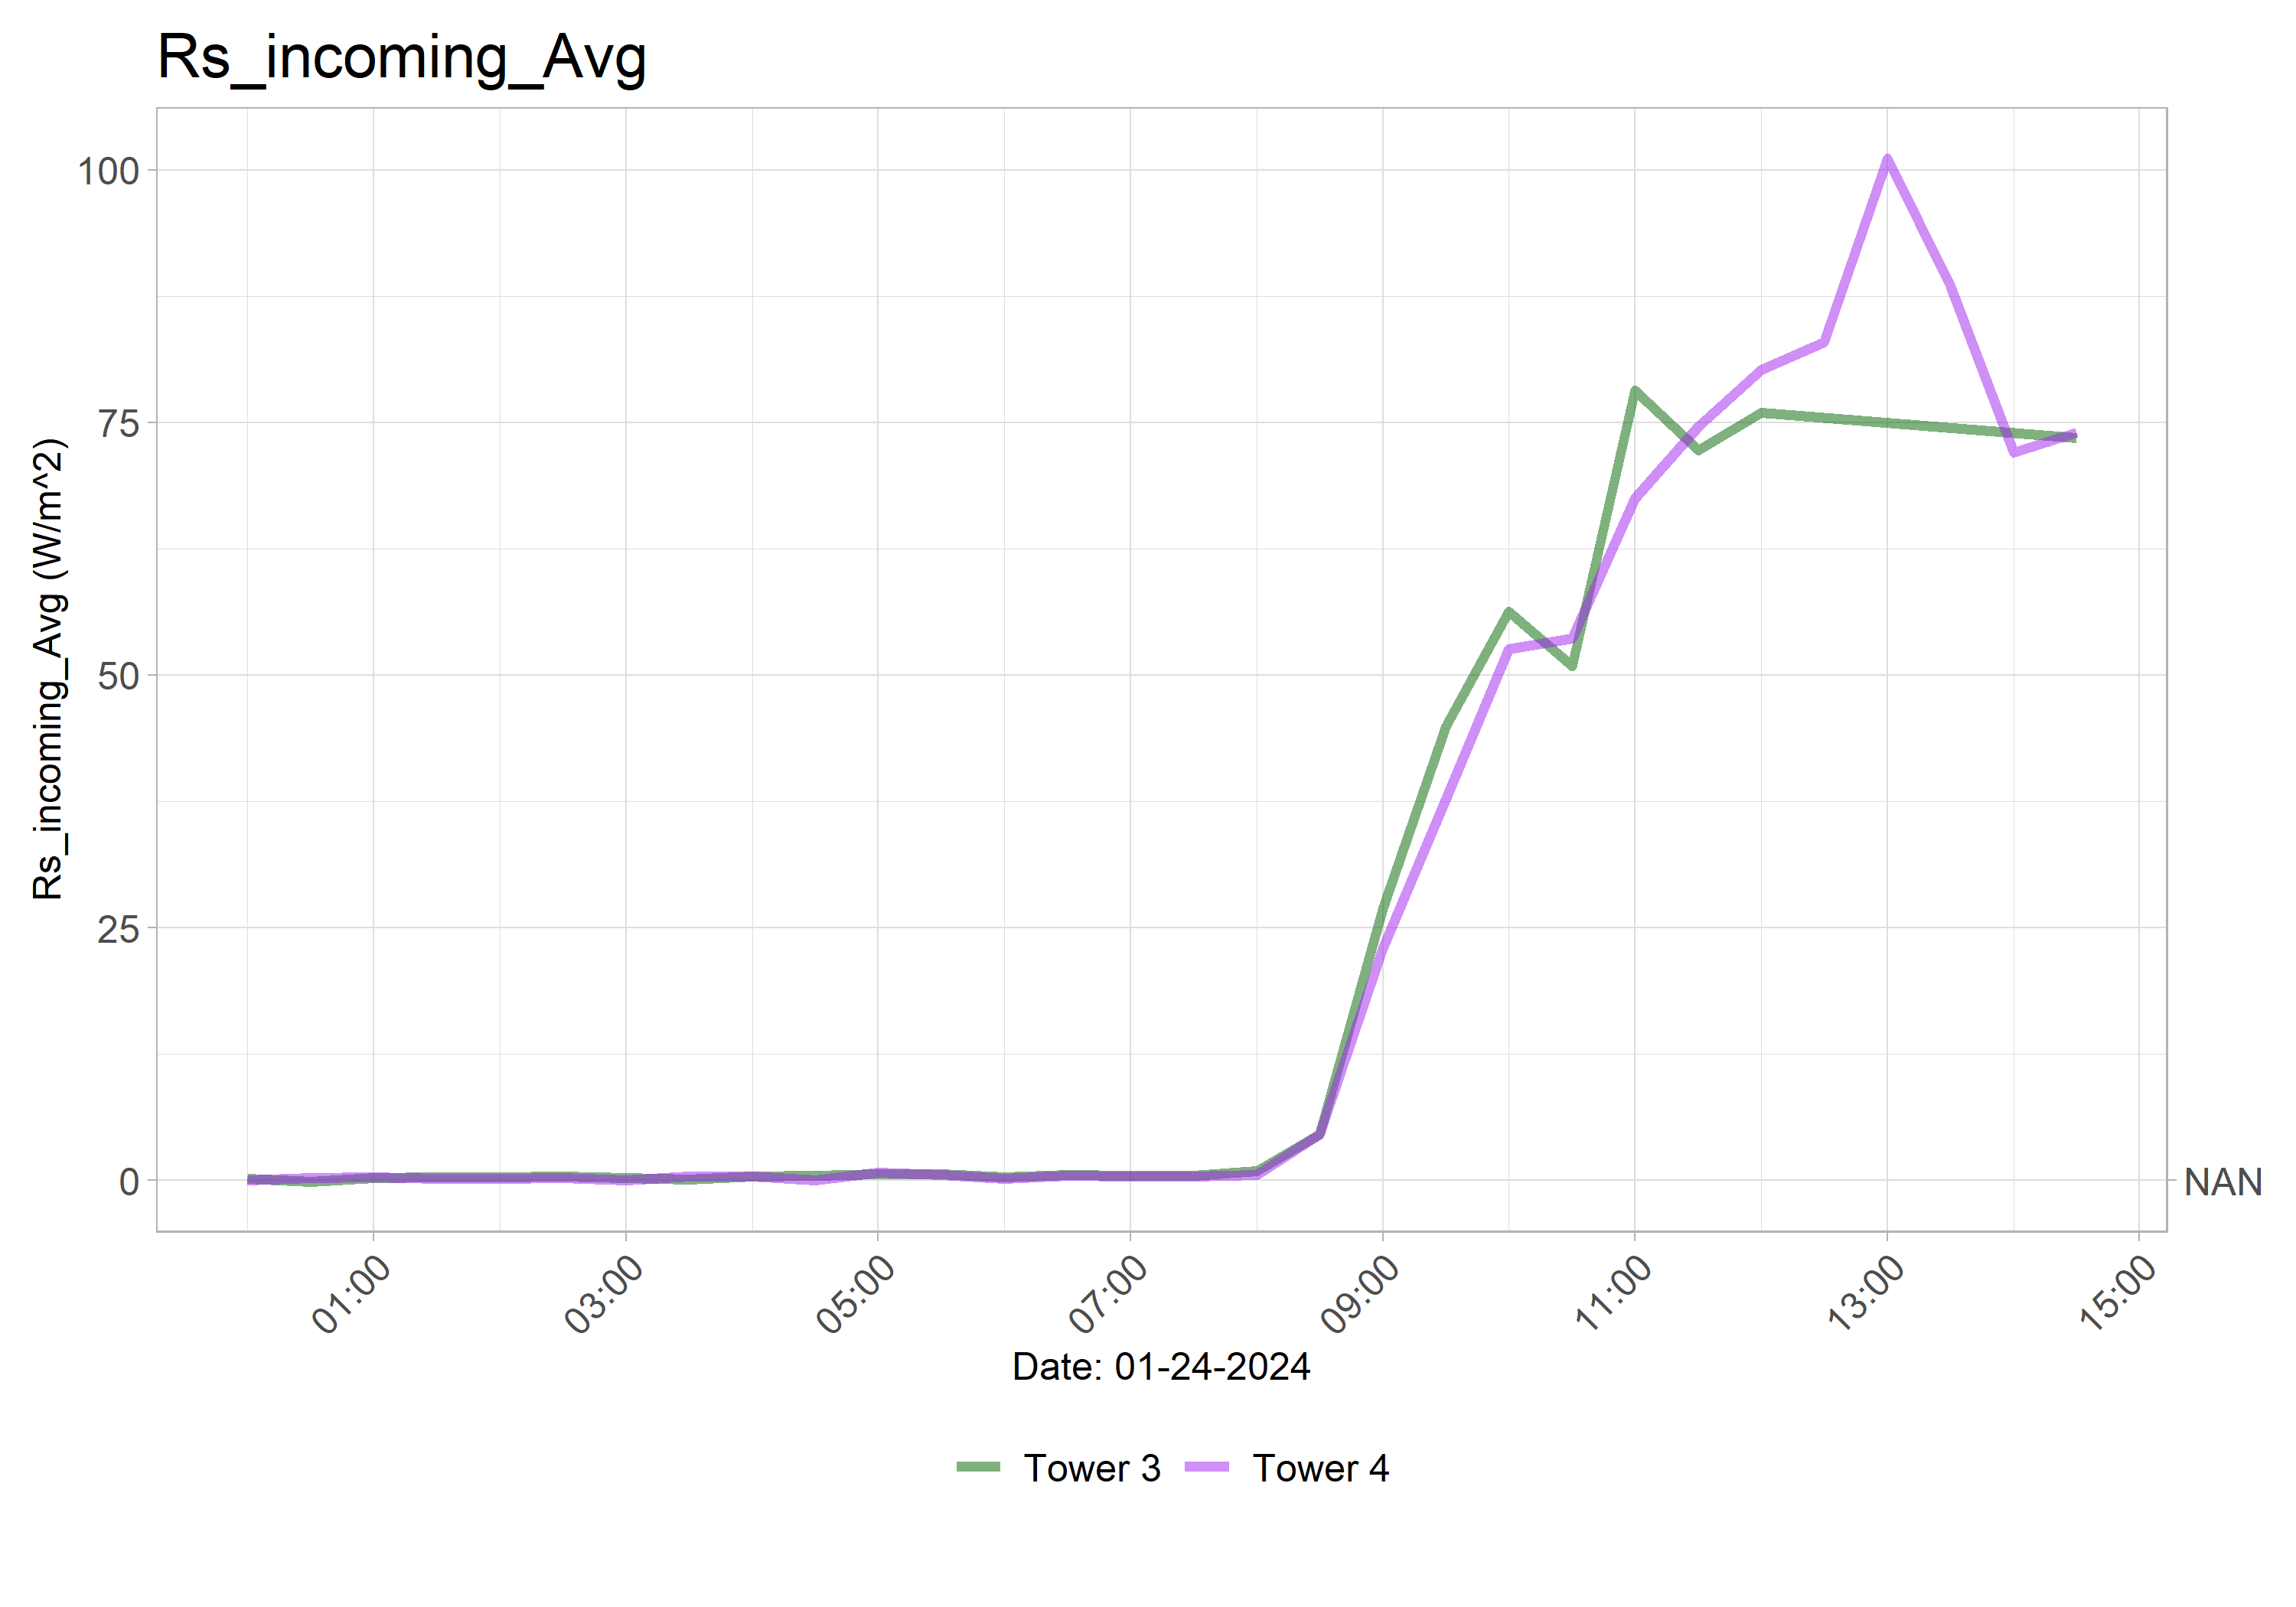 Rs_incoming_Avg
Rs_incoming_Avg (W/m^2)
100
75
50
25
0
NAN
01:00
03:00
05:00
07:00
09:00
11:00
13:00
15:00
Date: 01-24-2024
Tower 3
Tower 4